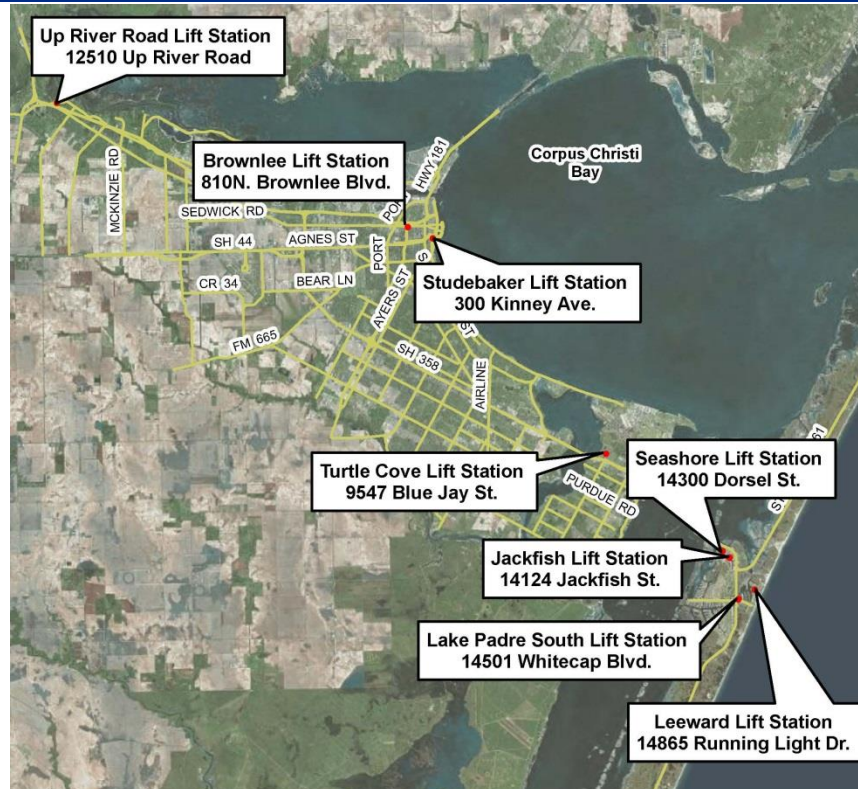 Up River Road Lift Station
12510 Up River Road
Brownlee Lift Station
810N. Brownlee Blvd.
Corpus Christi
Bay
HWY 181
MCKINZIE RD
SEDWICK RD
PORT
SH 44
AGNES ST
PORT
CR 34
BEAR LN
AYERS ST
Studebaker Lift Station
300 Kinney Ave.
ST
FM 665
SH 358
AIRLINE
Turtle Cove Lift Station
9547 Blue Jay St.
PURDUE RD
Seashore Lift Station
14300 Dorsel St.
Jackfish Lift Station
14124 Jackfish St.
Lake Padre South Lift Station
14501 Whitecap Blvd.
Leeward Lift Station
14865 Running Light Dr.